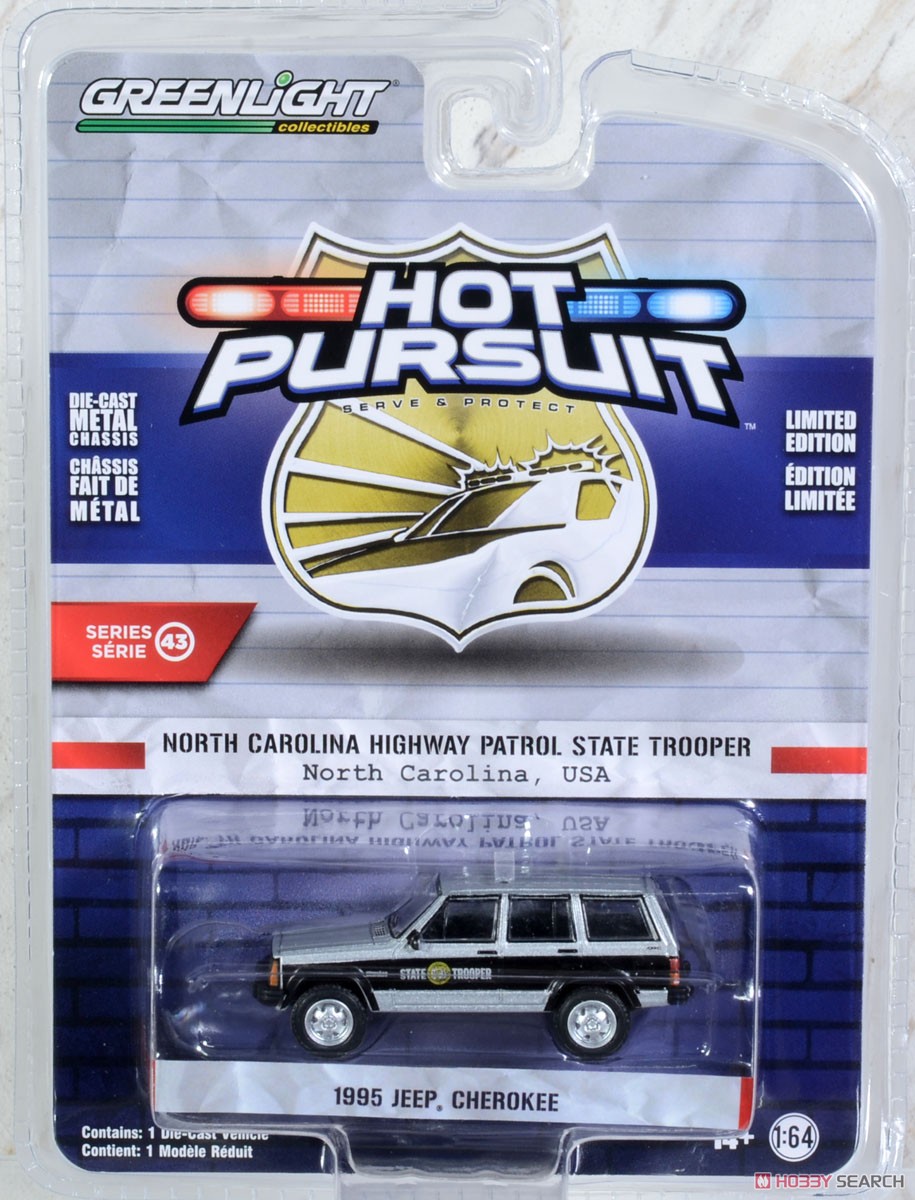 GREENLIGHT®
collectibles
HOT
PURSUIT
™
SERVE & PROTECT
DIE-CAST
METAL
CHASSIS
CHÂSSIS
FAIT DE
MÉTAL
LIMITED
EDITION
ÉDITION
LIMITÉE
SERIES
SÉRIE
43
NORTH CAROLINA HIGHWAY PATROL STATE TROOPER
North Carolina, USA
STATE TROOPER
1995 JEEP® CHEROKEE
Contains: 1 Die-Cast Vehicle
Contient: 1 Modèle Réduit
14+
1:64
HOBBY SEARCH